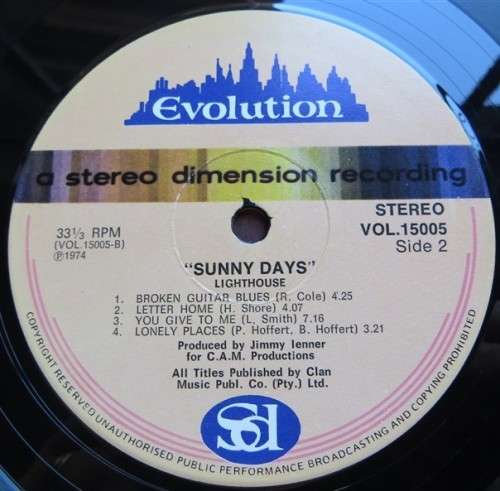 Evolution
a stereo dimension recording
33⅓ RPM
(VOL.15005-B)
℗1974
STEREO
VOL.15005
Side 2
"SUNNY DAYS"
LIGHTHOUSE
1. BROKEN GUITAR BLUES (R. Cole) 4.25
2. LETTER HOME (H. Shore) 4.07
3. YOU GIVE TO ME (L. Smith) 7.16
4. LONELY PLACES (P. Hoffert, B. Hoffert) 3.21
Produced by Jimmy Ienner
for C.A.M. Productions
All Titles Published by Clan
Music Publ. Co. (Pty.) Ltd.
Sd
COPYRIGHT RESERVED UNAUTHORISED PUBLIC PERFORMANCE BROADCASTING AND COPYING PROHIBITED